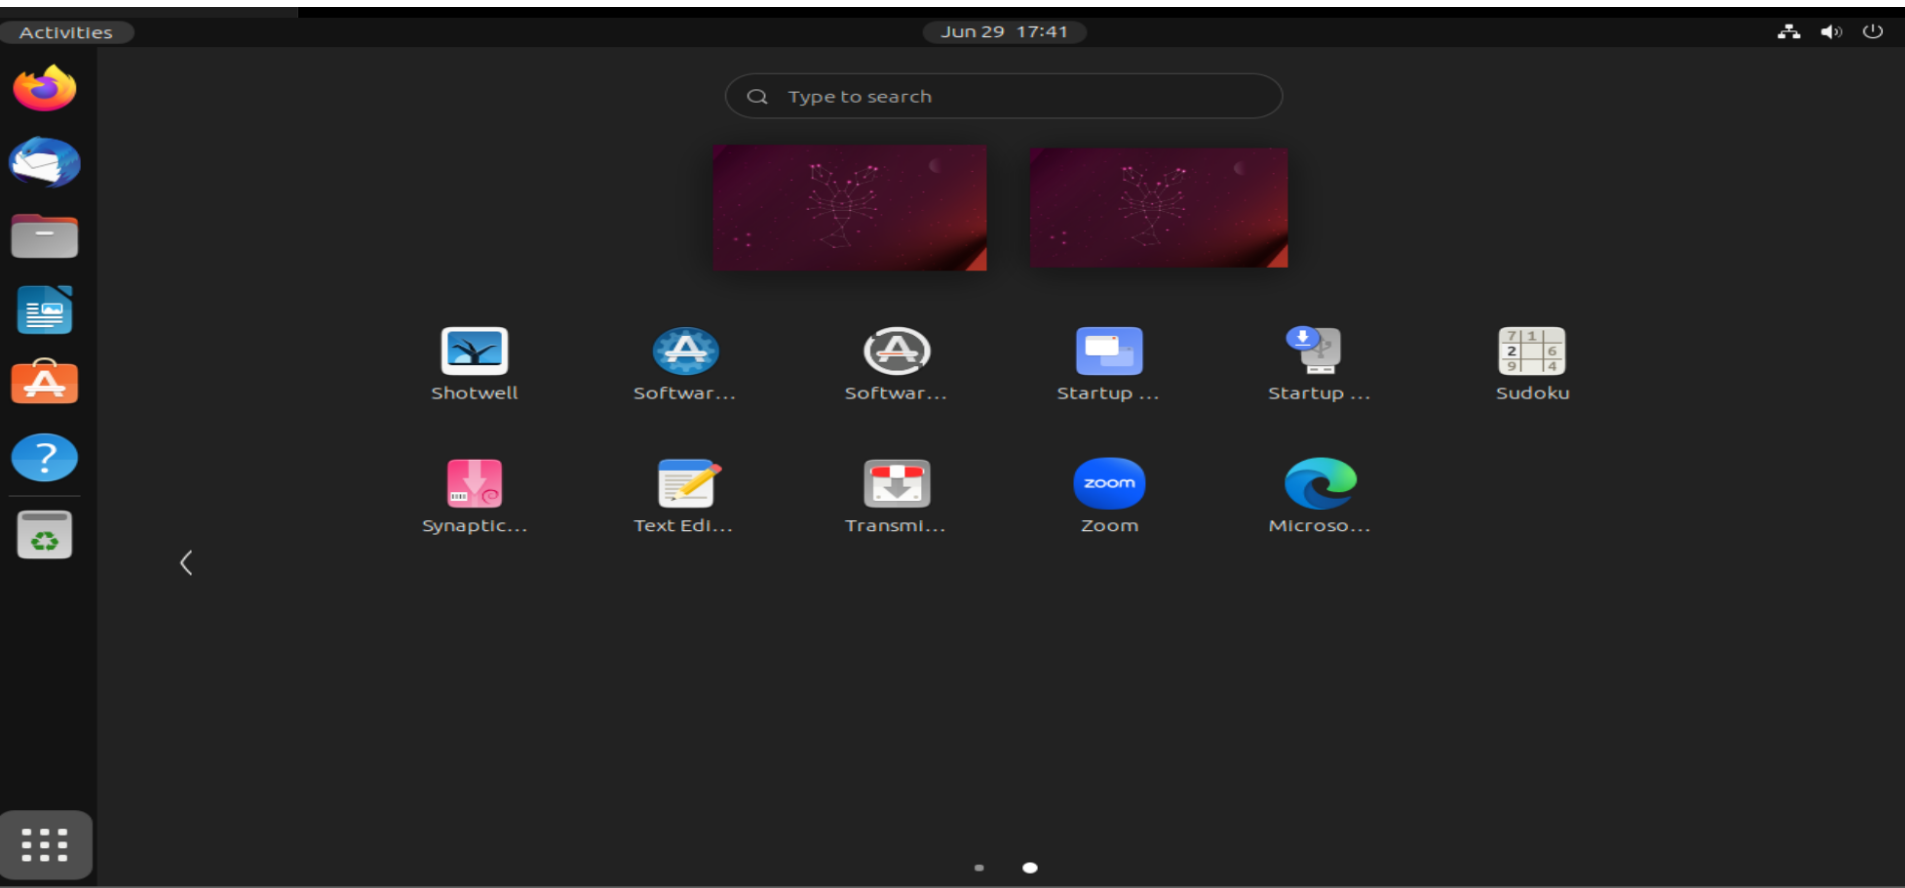 Activities
Jun 29 17:41
Type to search
Shotwell
Softwar...
Softwar...
Startup ...
Startup ...
7 1
2 6
9 4
Sudoku
Synaptic...
Text Edi...
Transmi...
zoom
Zoom
Microso...